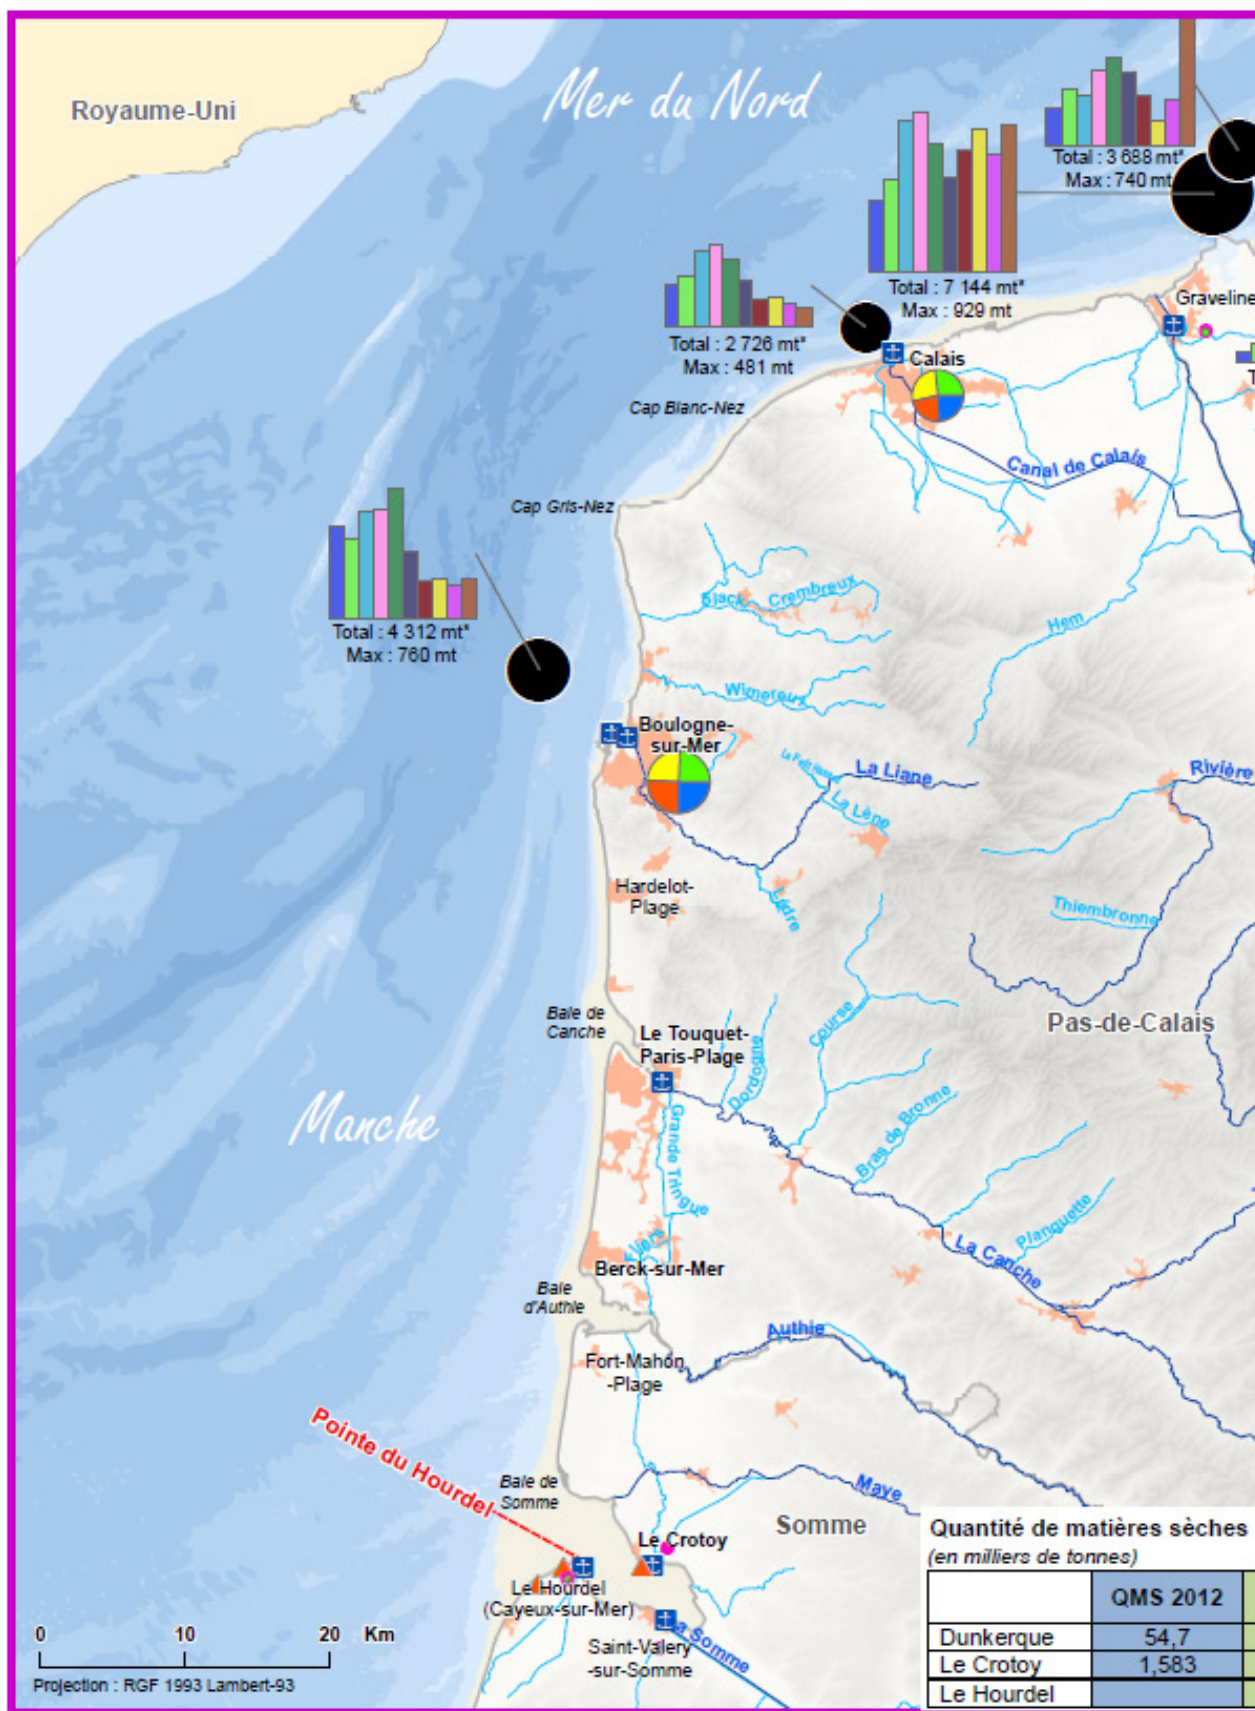 Royaume-Uni
Mer du Nord
Total : 3 688 mt*
Max : 740 mt
Total : 7 144 mt*
Max : 929 mt
Total : 2 726 mt*
Max : 481 mt
Graveline
T
Calais
Cap Blanc-Nez
Canal de Calais
Cap Gris-Nez
Total : 4 312 mt*
Max : 760 mt
Slack
Crembreux
Hem
Wimereux
Boulogne-
sur-Mer
La Liane
Rivière
La Lène
Hardelot-
Plage
Thiembronne
Baie de
Canche
Course
Pas-de-Calais
Le Touquet-
Paris-Plage
Dordogne
Manche
Grande Tringue
Bras de Bronne
Planquette
La Canche
Fliers
Berck-sur-Mer
Baie
d'Authie
Authie
Fort-Mahon
-Plage
Pointe du Hourdel
Baie de
Somme
Maye
Somme
Le Crotoy
Le Hourdel
(Cayeux-sur-Mer)
a Somme
Saint-Valery
-sur-Somme
0 10 20 Km
Projection : RGF 1993 Lambert-93
Quantité de matières sèches
(en milliers de tonnes)
QMS 2012
Dunkerque 54,7
Le Crotoy 1,583
Le Hourdel